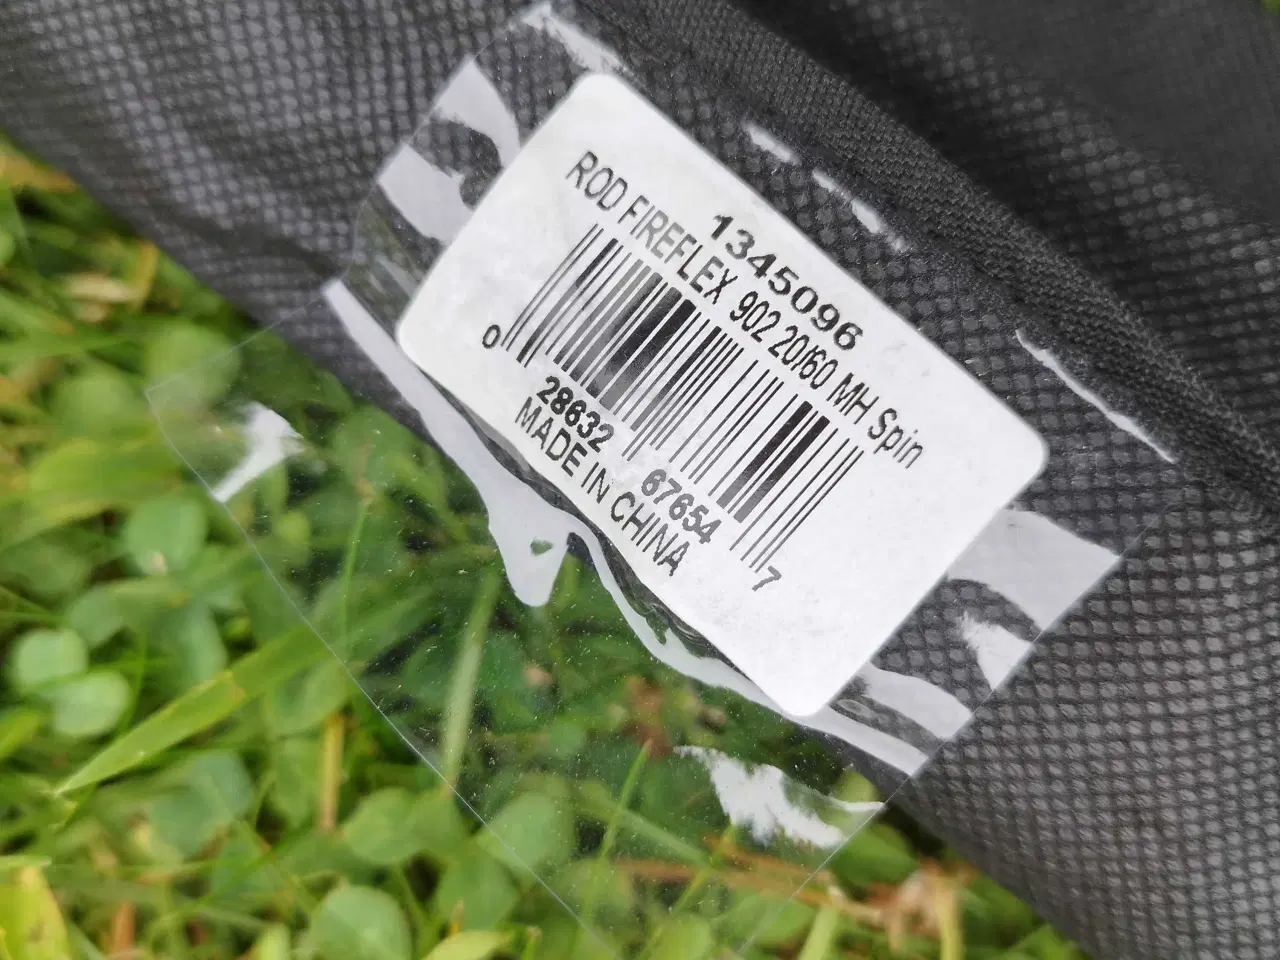 1345096
ROD FIREFLEX 902 20/60 MH Spin
0 28632 67654 7
MADE IN CHINA